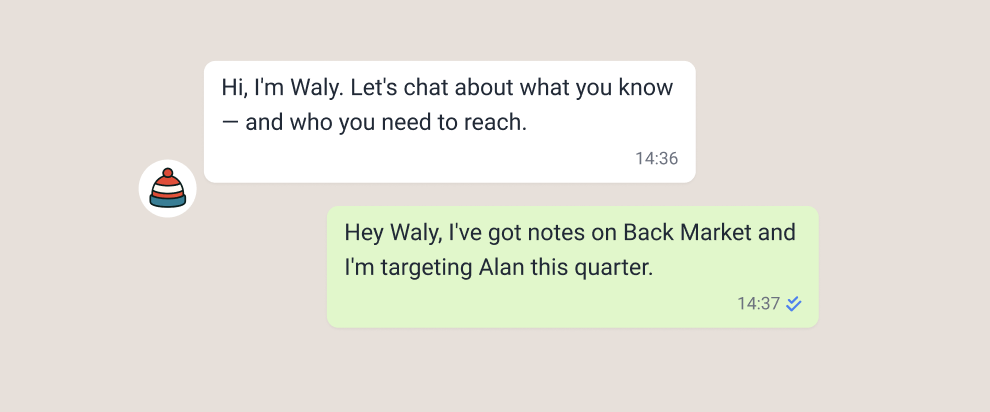 Hi, I'm Waly. Let's chat about what you know
— and who you need to reach.
14:36
Hey Waly, I've got notes on Back Market and
I'm targeting Alan this quarter.
14:37